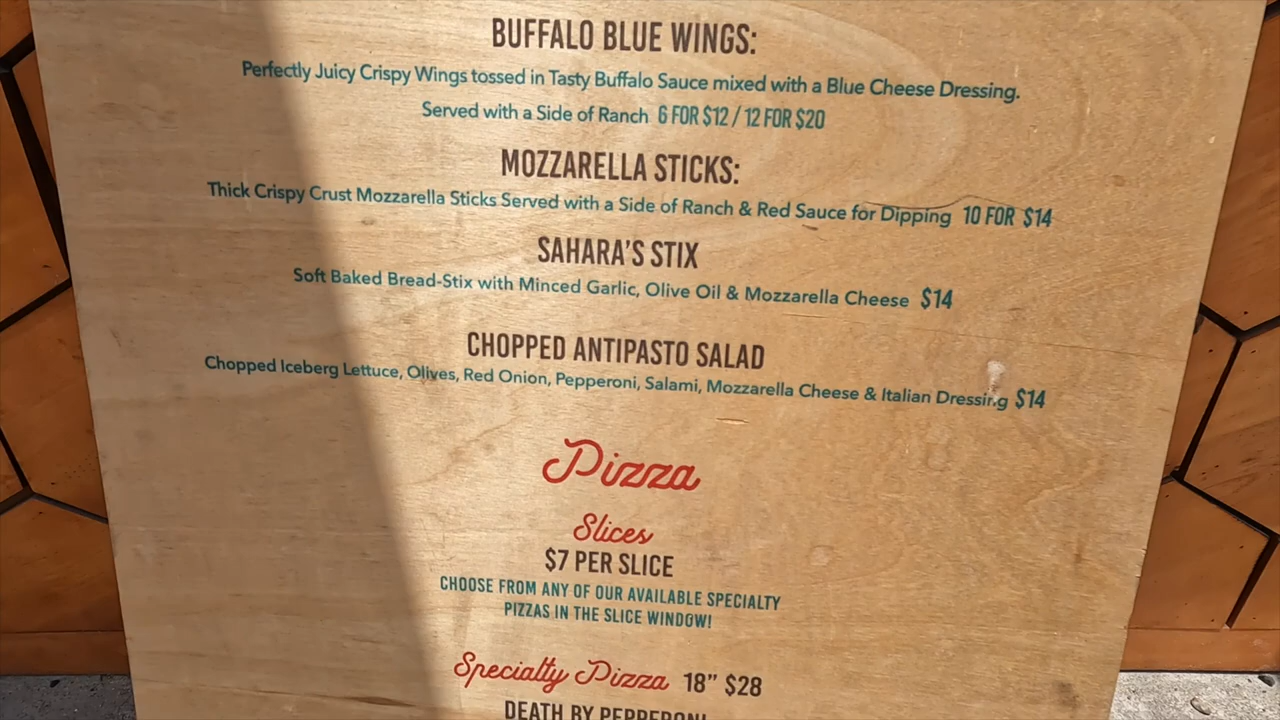 BUFFALO BLUE WINGS:
Perfectly Juicy Crispy Wings tossed in Tasty Buffalo Sauce mixed with a Blue Cheese Dressing.
Served with a Side of Ranch 6 FOR $12 / 12 FOR $20
MOZZARELLA STICKS:
Thick Crispy Crust Mozzarella Sticks Served with a Side of Ranch & Red Sauce for Dipping 10 FOR $14
SAHARA'S STIX
Soft Baked Bread-Stix with Minced Garlic, Olive Oil & Mozzarella Cheese $14
CHOPPED ANTIPASTO SALAD
Chopped Iceberg Lettuce, Olives, Red Onion, Pepperoni, Salami, Mozzarella Cheese & Italian Dressing $14
Pizza
Slices
$7 PER SLICE
CHOOSE FROM ANY OF OUR AVAILABLE SPECIALTY
PIZZAS IN THE SLICE WINDOW!
Specialty Pizza 18" $28
DEATH BY PEPPERONI